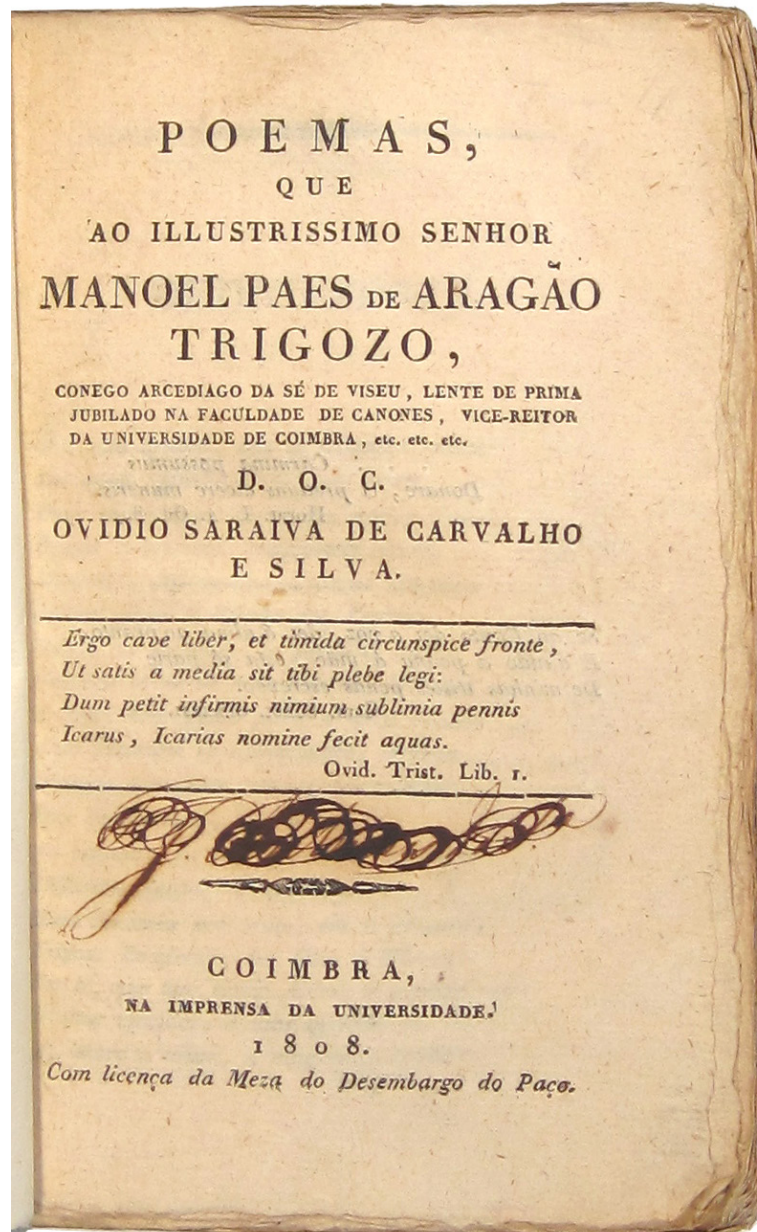 POEMAS,
QUE
AO ILLUSTRISSIMO SENHOR
MANOEL PAES DE ARAGÃO
TRIGOZO,
CONEGO ARCEDIAGO DA SÉ DE VISEU, LENTE DE PRIMA
JUBILADO NA FACULDADE DE CANONES, VICE-REITOR
DA UNIVERSIDADE DE COIMBRA, etc. etc. etc.
D. O. C.
OVIDIO SARAIVA DE CARVALHO
E SILVA.
Ergo cave liber, et timida circunspice fronte,
Ut satis a media sit tibi plebe legi:
Dum petit infirmis nimium sublimia pennis
Icarus, Icarias nomine fecit aquas.
Ovid. Trist. Lib. 1.
COIMBRA,
NA IMPRENSA DA UNIVERSIDADE.
1808.
Com licença da Meza do Desembargo do Paço.